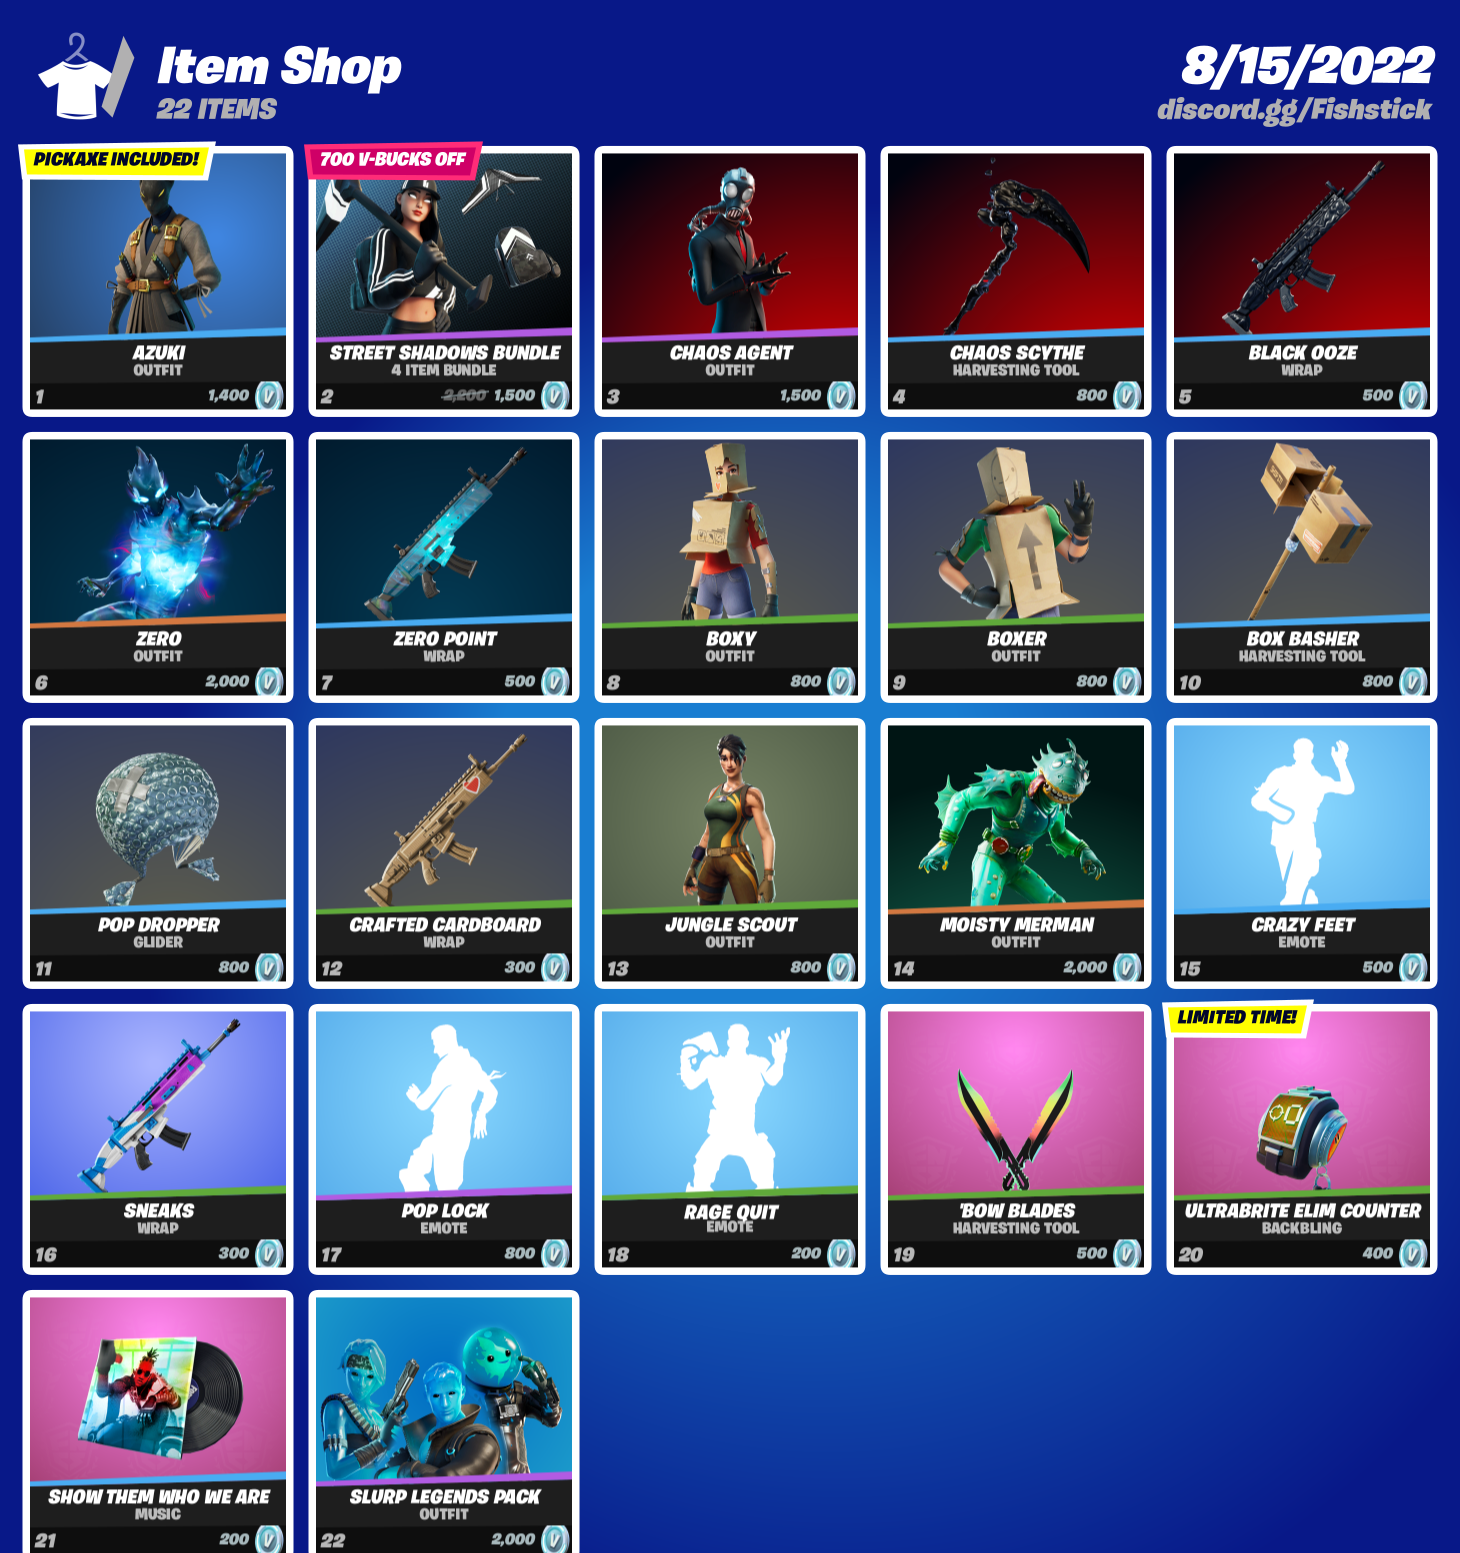 Item Shop
22 ITEMS
8/15/2022
discord.gg/Fishstick
PICKAXE INCLUDED!
AZUKI
OUTFIT
1
1,400
700 V-BUCKS OFF
STREET SHADOWS BUNDLE
4 ITEM BUNDLE
2
2,200 1,500
CHAOS AGENT
OUTFIT
3
1,500
CHAOS SCYTHE
HARVESTING TOOL
4
800
BLACK OOZE
WRAP
5
500
ZERO
OUTFIT
6
2,000
ZERO POINT
WRAP
7
500
BOXY
OUTFIT
8
800
BOXER
OUTFIT
9
800
BOX BASHER
HARVESTING TOOL
10
800
POP DROPPER
GLIDER
11
800
CRAFTED CARDBOARD
WRAP
12
300
JUNGLE SCOUT
OUTFIT
13
800
MOISTY MERMAN
OUTFIT
14
2,000
CRAZY FEET
EMOTE
15
500
SNEAKS
WRAP
16
300
POP LOCK
EMOTE
17
800
RAGE QUIT
EMOTE
18
200
'BOW BLADES
HARVESTING TOOL
19
500
LIMITED TIME!
ULTRABRITE ELIM COUNTER
BACKBLING
20
400
SHOW THEM WHO WE ARE
MUSIC
21
200
SLURP LEGENDS PACK
OUTFIT
22
2,000